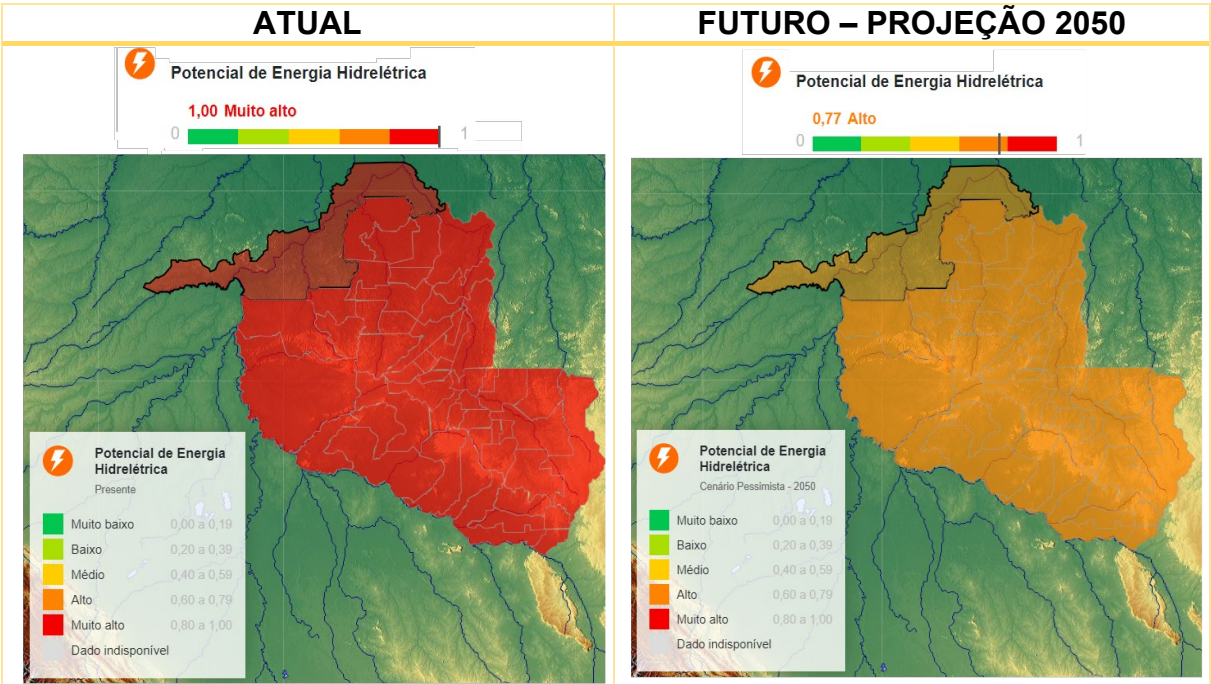 ATUAL
Potencial de Energia Hidrelétrica
1,00 Muito alto
0 1
Potencial de Energia
Hidrelétrica
Presente
Muito baixo 0,00 a 0,19
Baixo 0,20 a 0,39
Médio 0,40 a 0,59
Alto 0,60 a 0,79
Muito alto 0,80 a 1,00
Dado indisponível
FUTURO – PROJEÇÃO 2050
Potencial de Energia Hidrelétrica
0,77 Alto
0 1
Potencial de Energia
Hidrelétrica
Cenário Pessimista - 2050
Muito baixo 0,00 a 0,19
Baixo 0,20 a 0,39
Médio 0,40 a 0,59
Alto 0,60 a 0,79
Muito alto 0,80 a 1,00
Dado indisponível